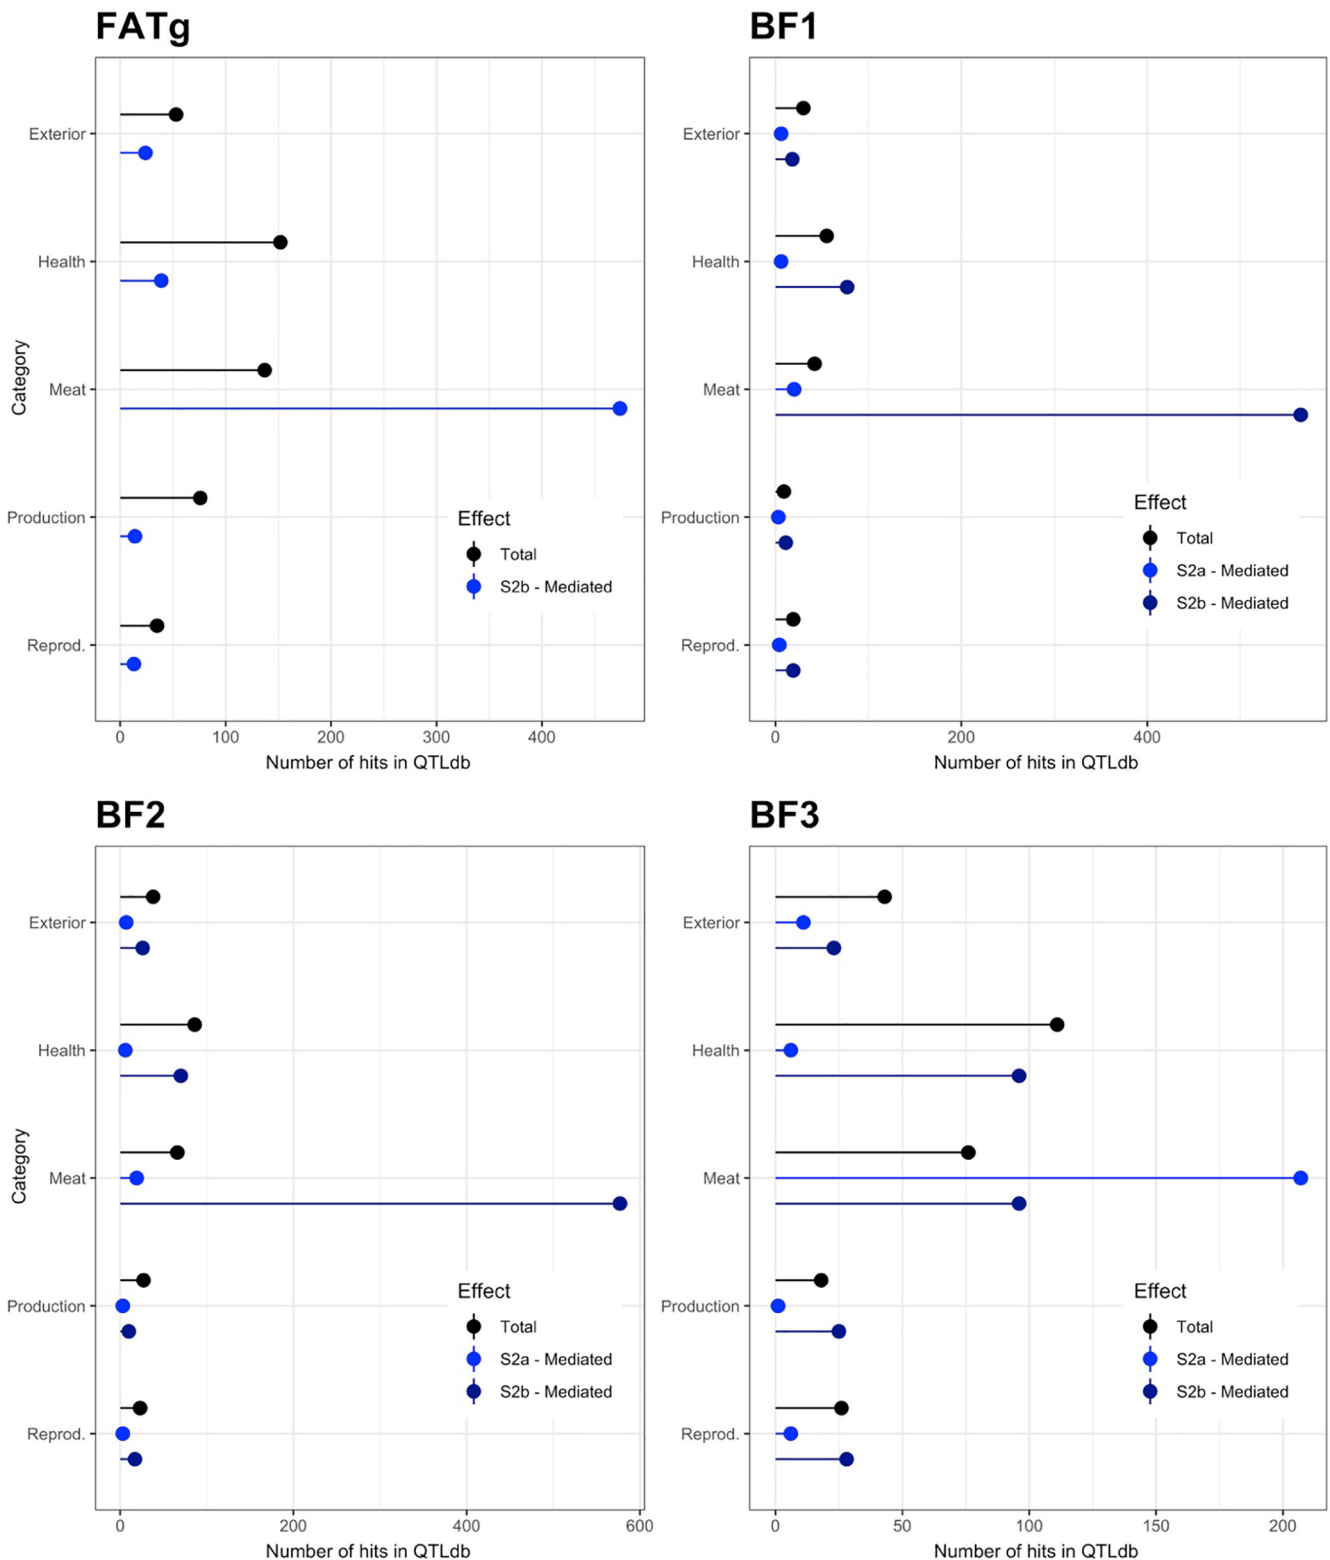 FATg
Exterior
Health
Meat
Production
Reprod.
Category
0 100 200 300 400
Number of hits in QTLdb
Effect
Total
S2b - Mediated
BF1
Exterior
Health
Meat
Production
Reprod.
0 200 400
Number of hits in QTLdb
Effect
Total
S2a - Mediated
S2b - Mediated
BF2
Exterior
Health
Meat
Production
Reprod.
Category
0 200 400 600
Number of hits in QTLdb
Effect
Total
S2a - Mediated
S2b - Mediated
BF3
Exterior
Health
Meat
Production
Reprod.
0 50 100 150 200
Number of hits in QTLdb
Effect
Total
S2a - Mediated
S2b - Mediated